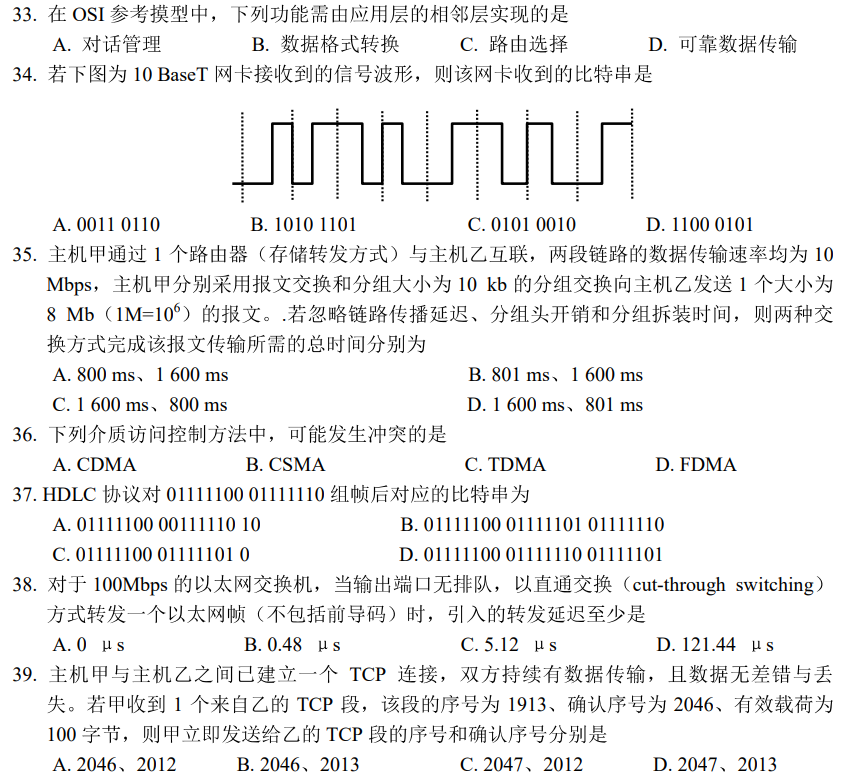 33. 在 OSI 参考摸型中，下列功能需由应用层的相邻层实现的是
A. 对话管理 B. 数据格式转换 C. 路由选择 D. 可靠数据传输
34. 若下图为 10 BaseT 网卡接收到的信号波形，则该网卡收到的比特串是
A. 0011 0110 B. 1010 1101 C. 0101 0010 D. 1100 0101
35. 主机甲通过 1 个路由器（存储转发方式）与主机乙互联，两段链路的数据传输速率均为 10
Mbps，主机甲分别采用报文交换和分组大小为 10 kb 的分组交换向主机乙发送 1 个大小为
8 Mb（1M=10⁶）的报文。.若忽略链路传播延迟、分组头开销和分组拆装时间，则两种交
换方式完成该报文传输所需的总时间分别为
A. 800 ms、1 600 ms B. 801 ms、1 600 ms
C. 1 600 ms、800 ms D. 1 600 ms、801 ms
36. 下列介质访问控制方法中，可能发生冲突的是
A. CDMA B. CSMA C. TDMA D. FDMA
37. HDLC 协议对 01111100 01111110 组帧后对应的比特串为
A. 01111100 00111110 10 B. 01111100 01111101 01111110
C. 01111100 01111101 0 D. 01111100 01111110 01111101
38. 对于 100Mbps 的以太网交换机，当输出端口无排队，以直通交换（cut-through switching）
方式转发一个以太网帧（不包括前导码）时，引入的转发延迟至少是
A. 0 μs B. 0.48 μs C. 5.12 μs D. 121.44 μs
39. 主机甲与主机乙之间已建立一个 TCP 连接，双方持续有数据传输，且数据无差错与丢
失。若甲收到 1 个来自乙的 TCP 段，该段的序号为 1913、确认序号为 2046、有效载荷为
100 字节，则甲立即发送给乙的 TCP 段的序号和确认序号分别是
A. 2046、2012 B. 2046、2013 C. 2047、2012 D. 2047、2013